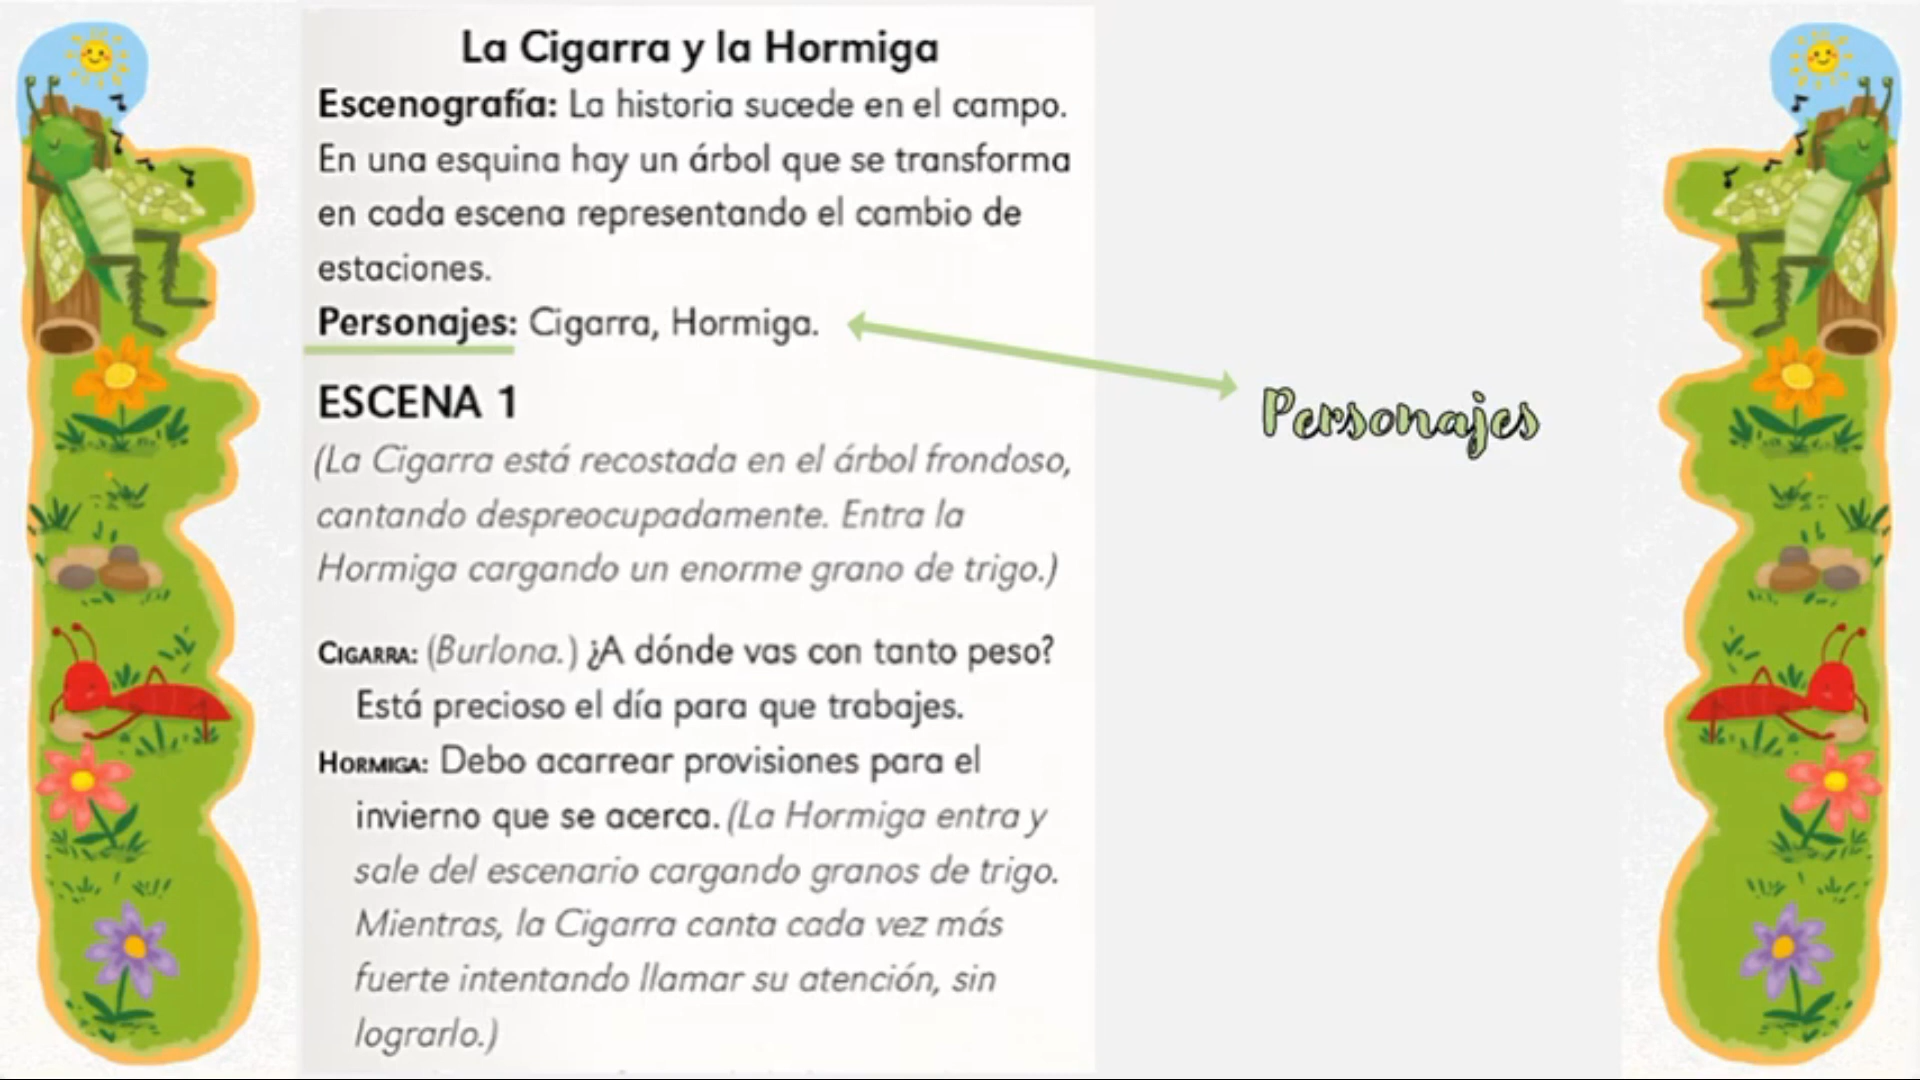 La Cigarra y la Hormiga
Escenografía: La historia sucede en el campo.
En una esquina hay un árbol que se transforma
en cada escena representando el cambio de
estaciones.
Personajes: Cigarra, Hormiga.
Personajes
ESCENA 1
(La Cigarra está recostada en el árbol frondoso,
cantando despreocupadamente. Entra la
Hormiga cargando un enorme grano de trigo.)
CIGARRA: (Burlona.) ¿A dónde vas con tanto peso?
Está precioso el día para que trabajes.
HORMIGA: Debo acarrear provisiones para el
invierno que se acerca. (La Hormiga entra y
sale del escenario cargando granos de trigo.
Mientras, la Cigarra canta cada vez más
fuerte intentando llamar su atención, sin
lograrlo.)